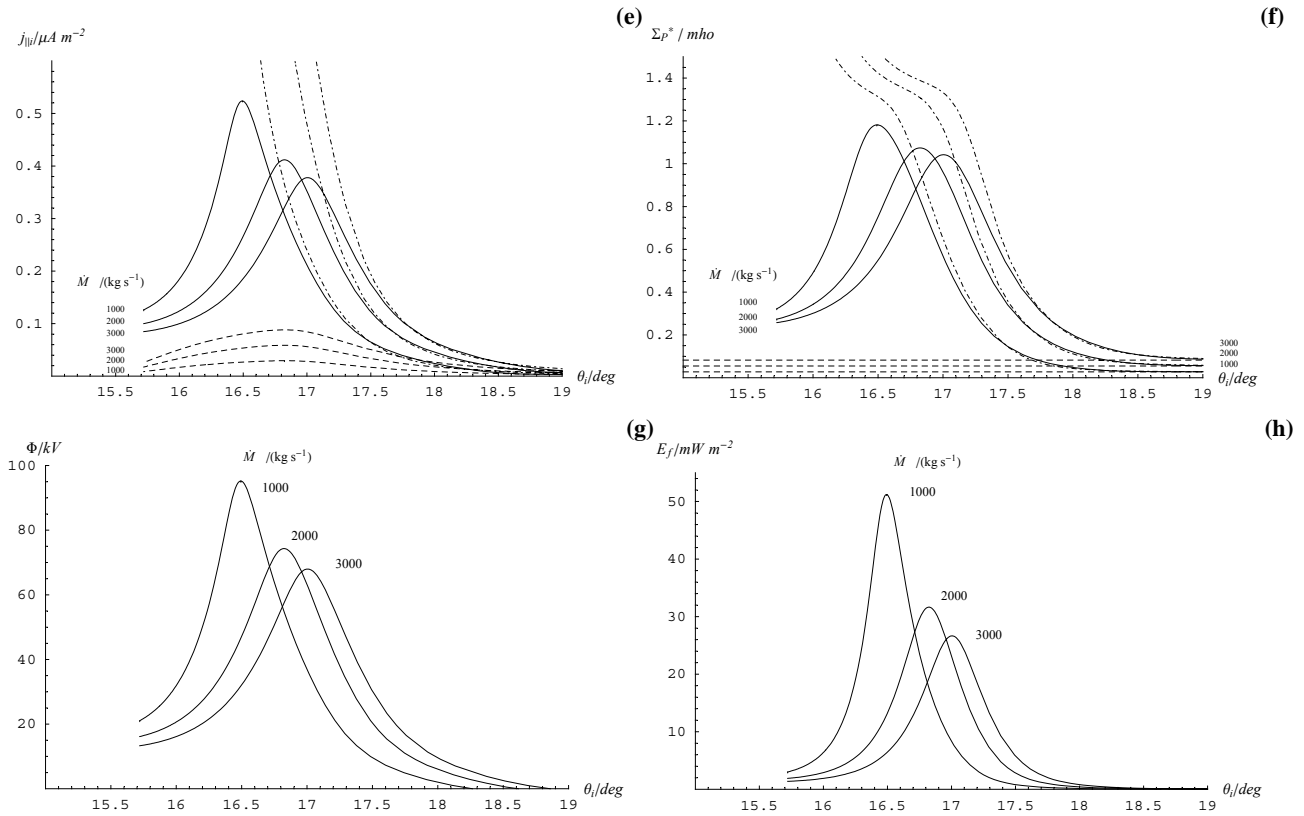 (e)
j||i/μA m−2
0.5
0.4
0.3
0.2
0.1
Ṁ /(kg s−1)
1000
2000
3000
3000
2000
1000
15.5 16 16.5 17 17.5 18 18.5 19
θi/deg
(f)
ΣP* / mho
1.4
1.2
1
0.8
0.6
0.4
0.2
Ṁ /(kg s−1)
1000
2000
3000
3000
2000
1000
15.5 16 16.5 17 17.5 18 18.5 19
θi/deg
(g)
Φ/kV
100
80
60
40
20
Ṁ /(kg s−1)
1000
2000
3000
15.5 16 16.5 17 17.5 18 18.5 19
θi/deg
(h)
Ef/mW m−2
50
40
30
20
10
Ṁ /(kg s−1)
1000
2000
3000
15.5 16 16.5 17 17.5 18 18.5 19
θi/deg